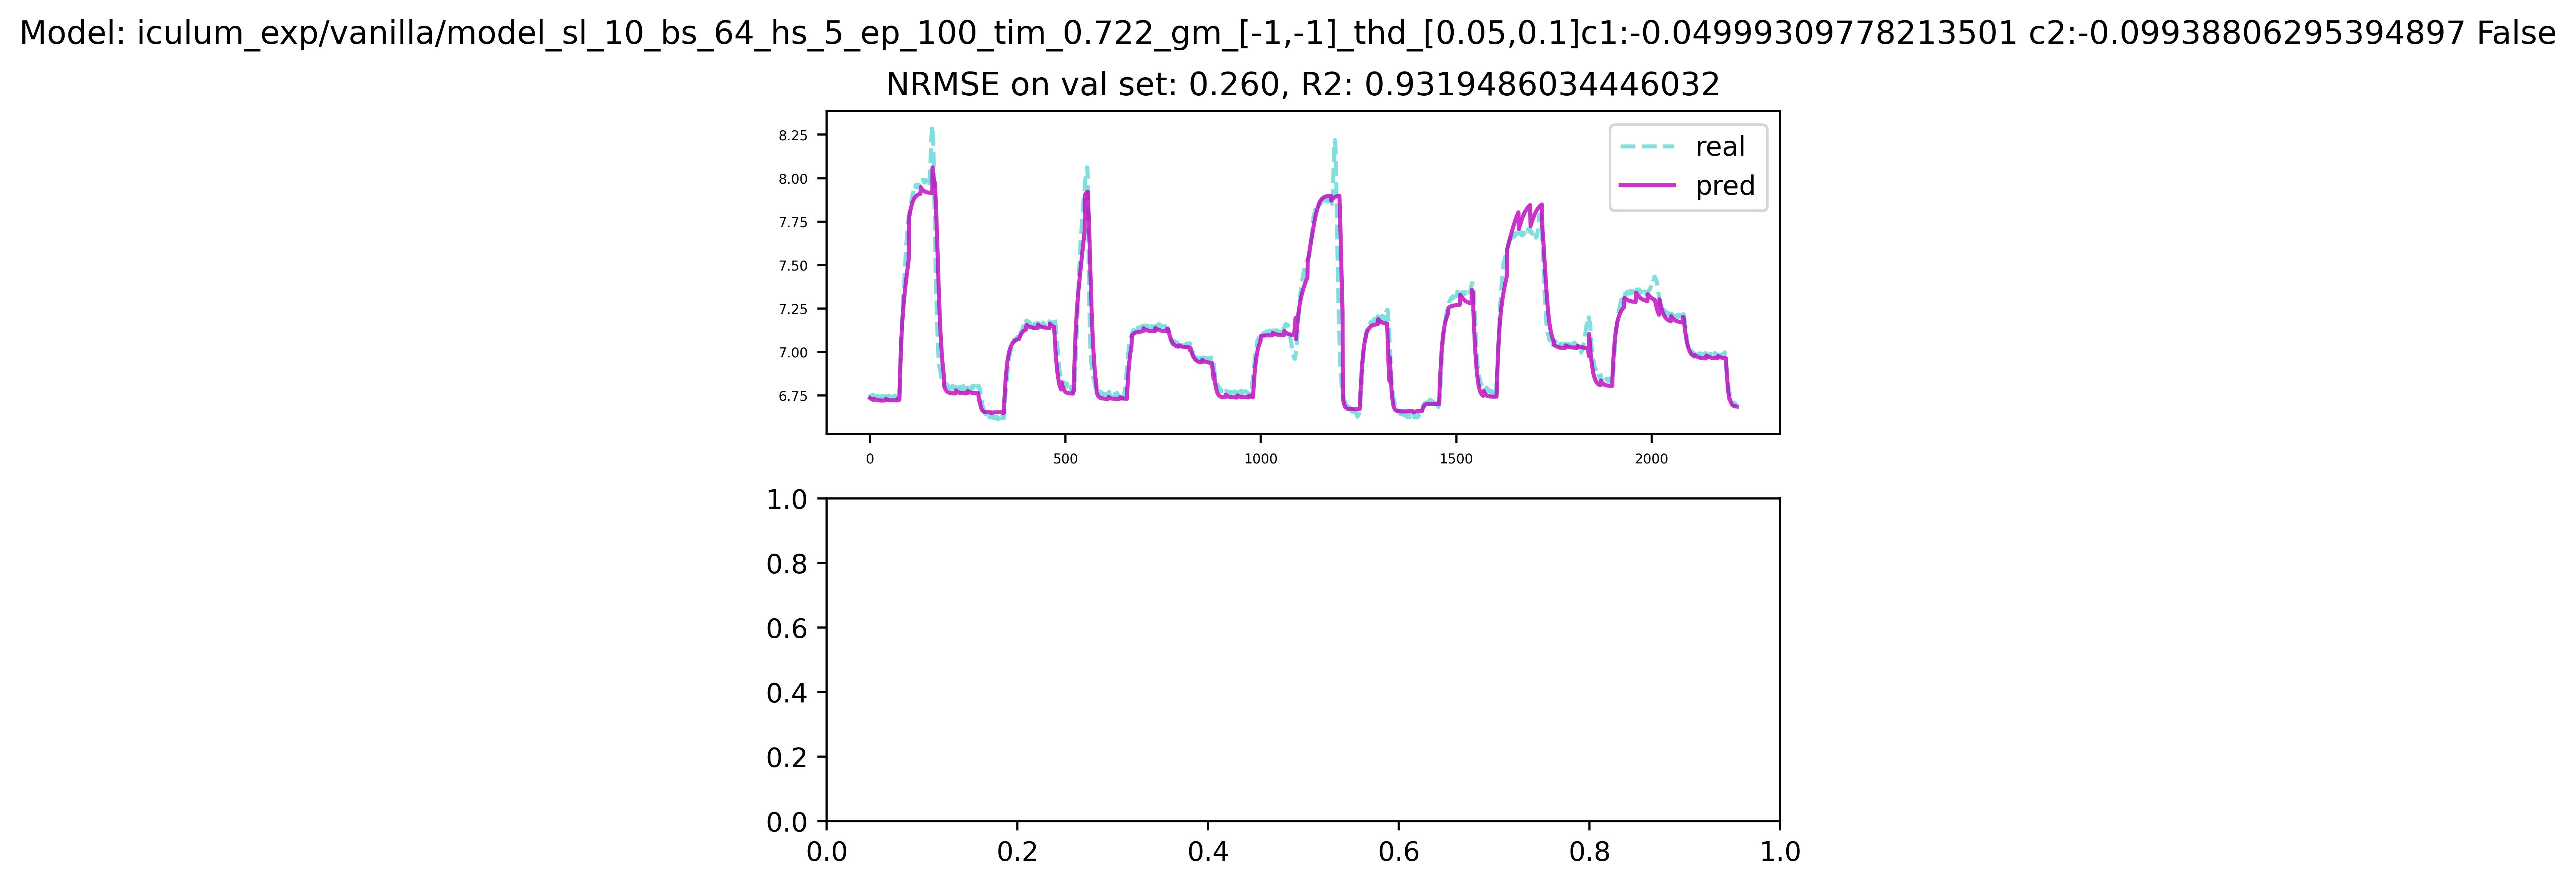 Model: iculum_exp/vanilla/model_sl_10_bs_64_hs_5_ep_100_tim_0.722_gm_[-1,-1]_thd_[0.05,0.1]c1:-0.04999309778213501 c2:-0.09938806295394897 False
NRMSE on val set: 0.260, R2: 0.9319486034446032
8.25
8.00
7.75
7.50
7.25
7.00
6.75
real
pred
0 500 1000 1500 2000
1.0
0.8
0.6
0.4
0.2
0.0
0.0 0.2 0.4 0.6 0.8 1.0